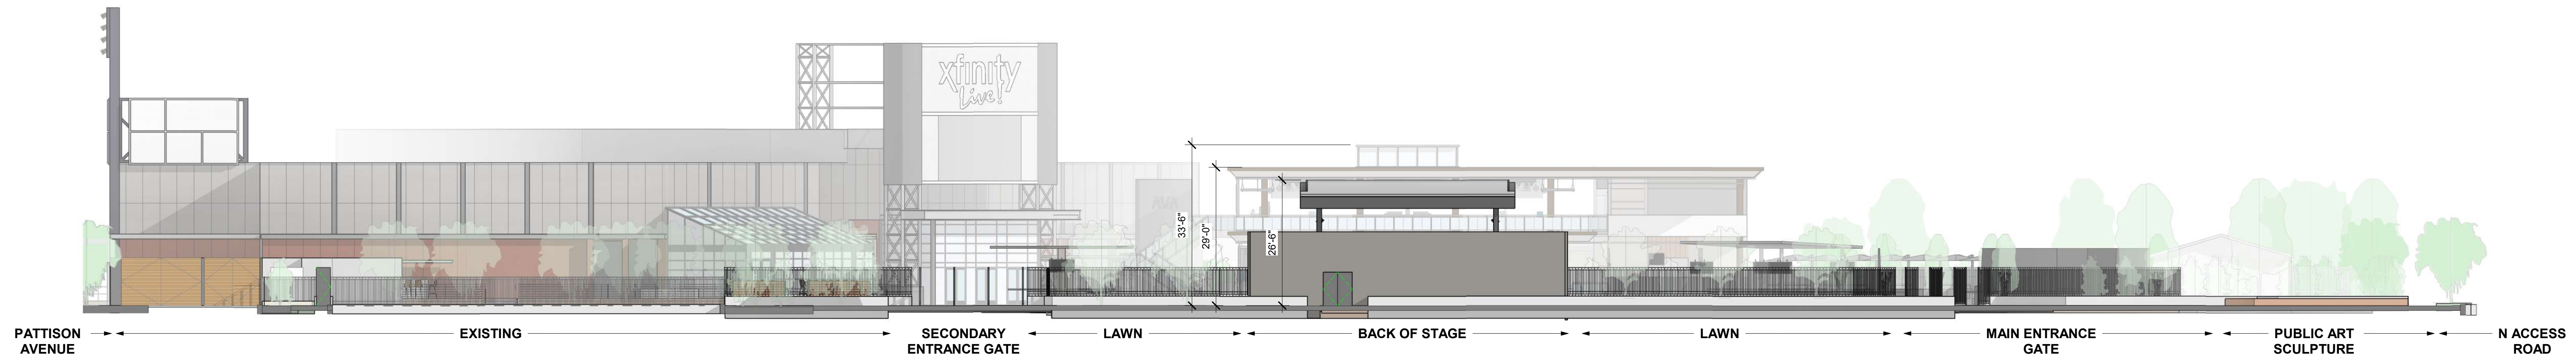 xfinity
Live!
AVA
33'-6"
29'-0"
26'-6"
PATTISON
AVENUE
EXISTING
SECONDARY
ENTRANCE GATE
LAWN
BACK OF STAGE
LAWN
MAIN ENTRANCE
GATE
PUBLIC ART
SCULPTURE
N ACCESS
ROAD